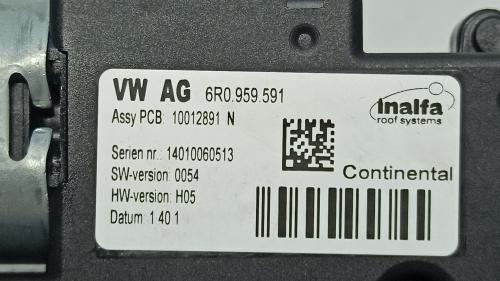 VW AG 6R0.959.591
Assy PCB: 10012891 N
Serien nr.: 14010060513
SW-version: 0054
HW-version: H05
Datum: 1 40 1
inalfa
roof systems
Continental